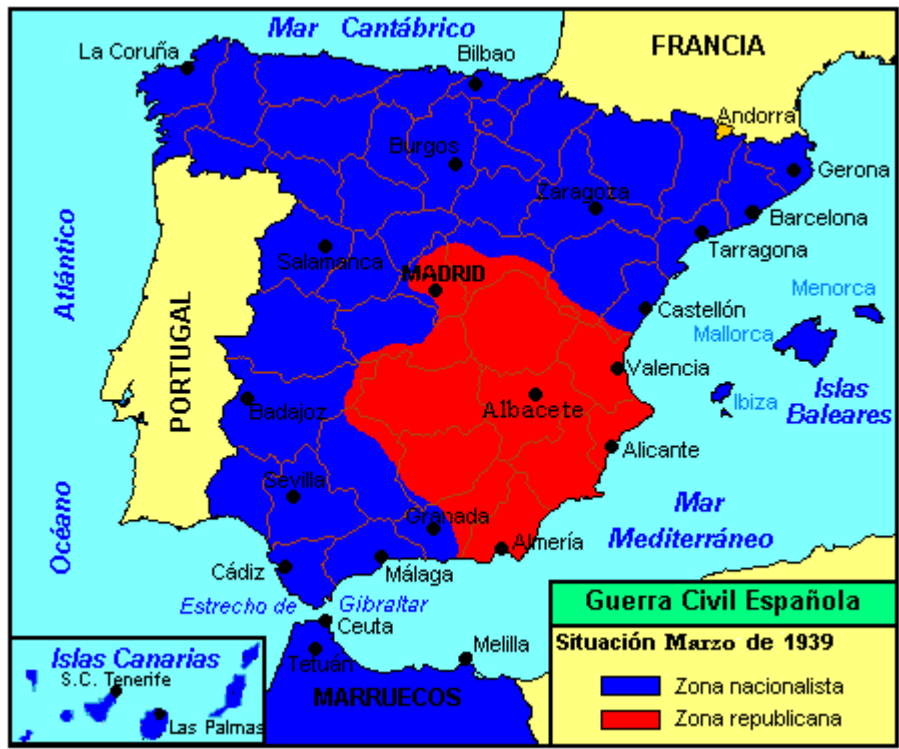 Mar Cantábrico
FRANCIA
La Coruña
Bilbao
Andorra
Burgos
Gerona
Zaragoza
Barcelona
Tarragona
Salamanca
MADRID
Atlántico
Menorca
Castellón
Mallorca
PORTUGAL
Valencia
Islas
Baleares
Ibiza
Badajoz
Albacete
Alicante
Sevilla
Océano
Mar
Mediterráneo
Granada
Almería
Cádiz
Málaga
Estrecho de Gibraltar
Ceuta
Tetuán
Melilla
MARRUECOS
Islas Canarias
S.C. Tenerife
Las Palmas
Guerra Civil Española
Situación Marzo de 1939
Zona nacionalista
Zona republicana